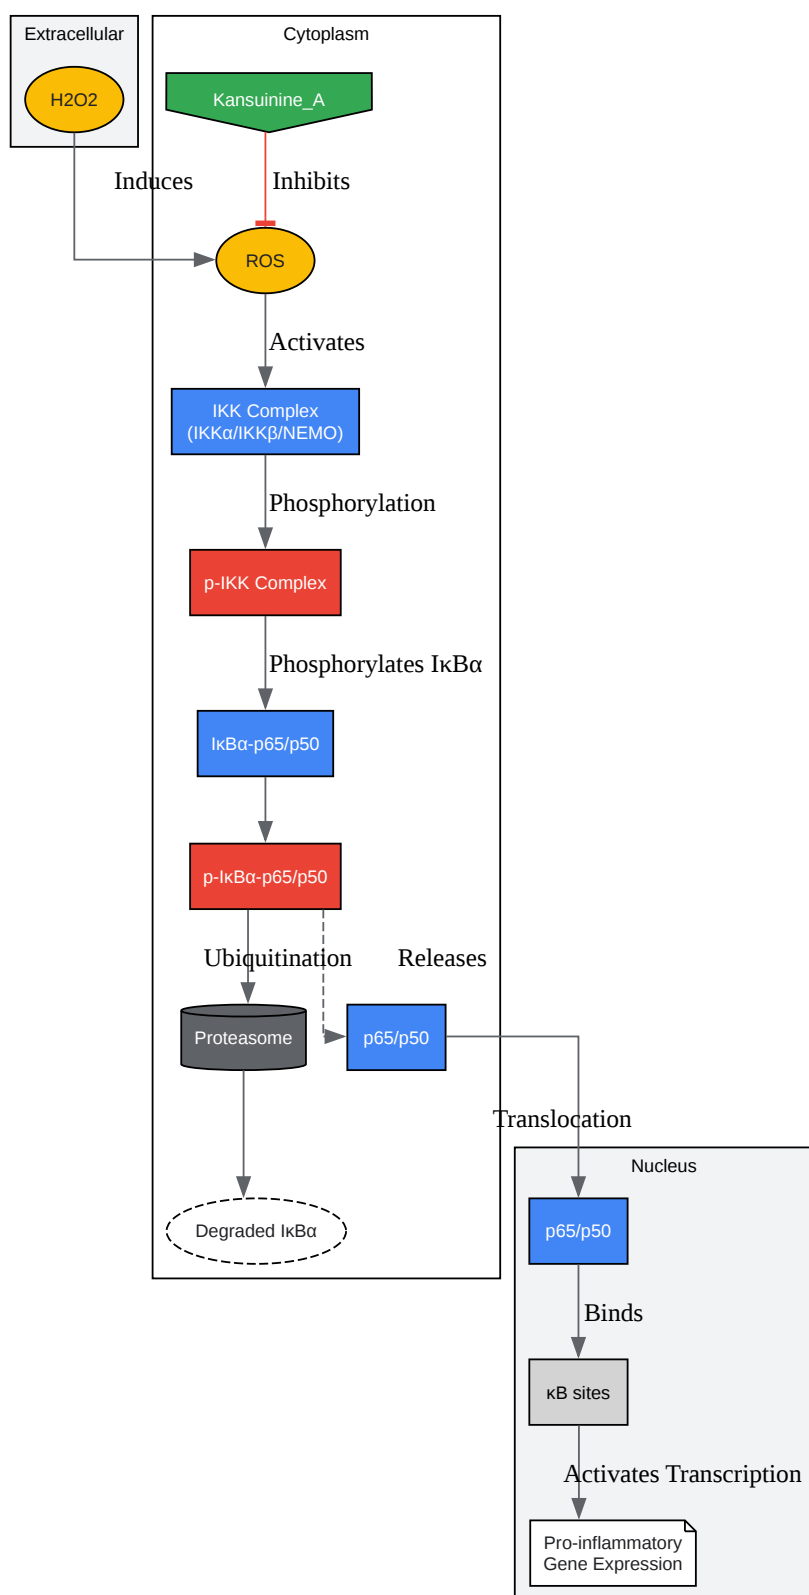 Extracellular
Cytoplasm
H2O2
Kansuinine_A
Induces
Inhibits
ROS
Activates
IKK Complex
(IKKα/IKKβ/NEMO)
Phosphorylation
p-IKK Complex
Phosphorylates IκBα
IκBα-p65/p50
p-IκBα-p65/p50
Ubiquitination
Releases
Proteasome
p65/p50
Translocation
Nucleus
Degraded IκBα
p65/p50
Binds
κB sites
Activates Transcription
Pro-inflammatory
Gene Expression